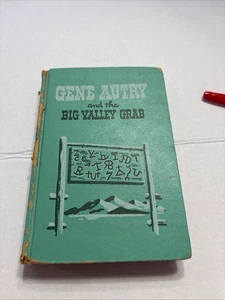 GENE AUTRY
and the
BIG VALLEY GRAB